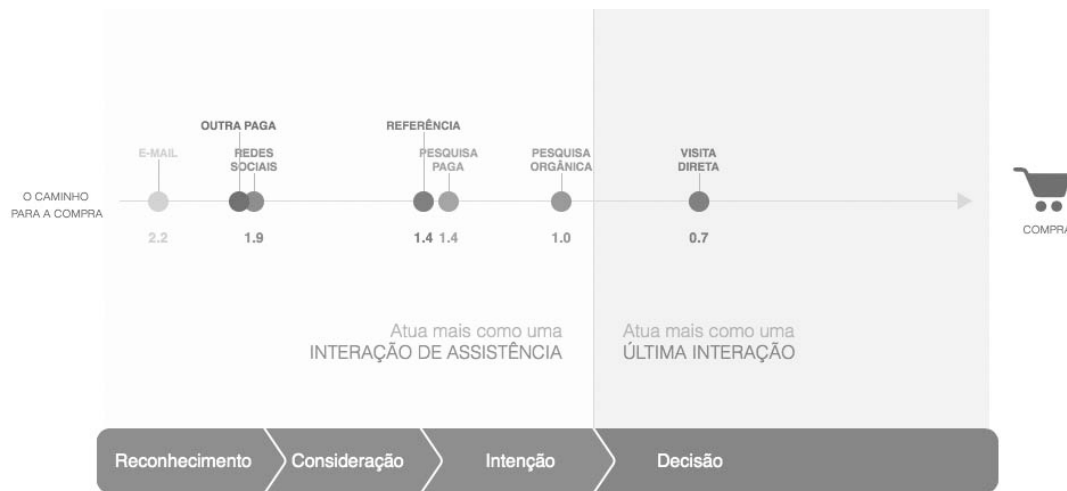 OUTRA PAGA
REFERÊNCIA
E-MAIL
REDES
SOCIAIS
PESQUISA
PAGA
PESQUISA
ORGÂNICA
VISITA
DIRETA
O CAMINHO
PARA A COMPRA
COMPRA
2.2
1.9
1.4
1.4
1.0
0.7
Atua mais como uma
INTERAÇÃO DE ASSISTÊNCIA
Atua mais como uma
ÚLTIMA INTERAÇÃO
Reconhecimento
Consideração
Intenção
Decisão